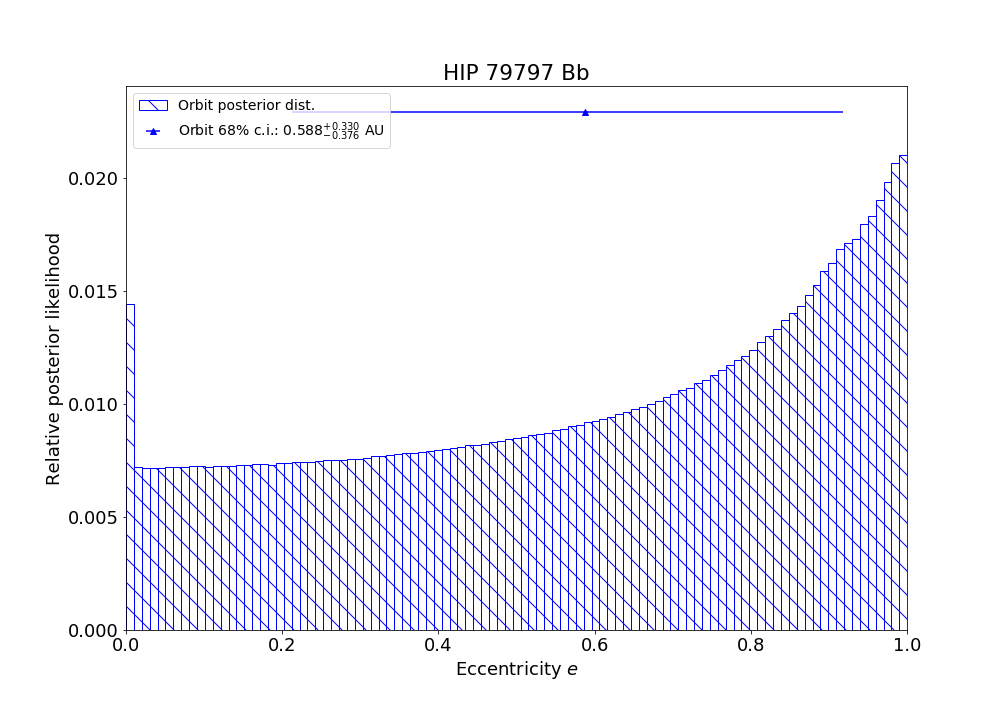 HIP 79797 Bb
Orbit posterior dist.
Orbit 68% c.i.: 0.588^{+0.330}_{-0.376} AU
Relative posterior likelihood
0.020
0.015
0.010
0.005
0.000
0.0 0.2 0.4 0.6 0.8 1.0
Eccentricity e